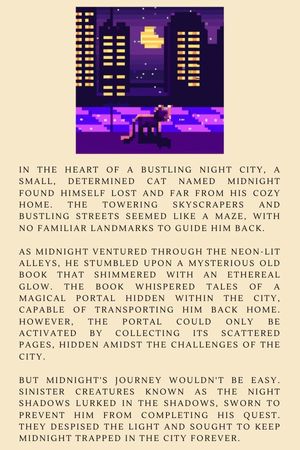 IN THE HEART OF A BUSTLING NIGHT CITY, A
SMALL, DETERMINED CAT NAMED MIDNIGHT
FOUND HIMSELF LOST AND FAR FROM HIS COZY
HOME. THE TOWERING SKYSCRAPERS AND
BUSTLING STREETS SEEMED LIKE A MAZE, WITH
NO FAMILIAR LANDMARKS TO GUIDE HIM BACK.

AS MIDNIGHT VENTURED THROUGH THE NEON-LIT
ALLEYS, HE STUMBLED UPON A MYSTERIOUS OLD
BOOK THAT SHIMMERED WITH AN ETHEREAL
GLOW. THE BOOK WHISPERED TALES OF A
MAGICAL PORTAL HIDDEN WITHIN THE CITY,
CAPABLE OF TRANSPORTING HIM BACK HOME.
HOWEVER, THE PORTAL COULD ONLY BE
ACTIVATED BY COLLECTING ITS SCATTERED
PAGES, HIDDEN AMIDST THE CHALLENGES OF THE
CITY.

BUT MIDNIGHT'S JOURNEY WOULDN'T BE EASY.
SINISTER CREATURES KNOWN AS THE NIGHT
SHADOWS LURKED IN THE SHADOWS, SWORN TO
PREVENT HIM FROM COMPLETING HIS QUEST.
THEY DESPISED THE LIGHT AND SOUGHT TO KEEP
MIDNIGHT TRAPPED IN THE CITY FOREVER.